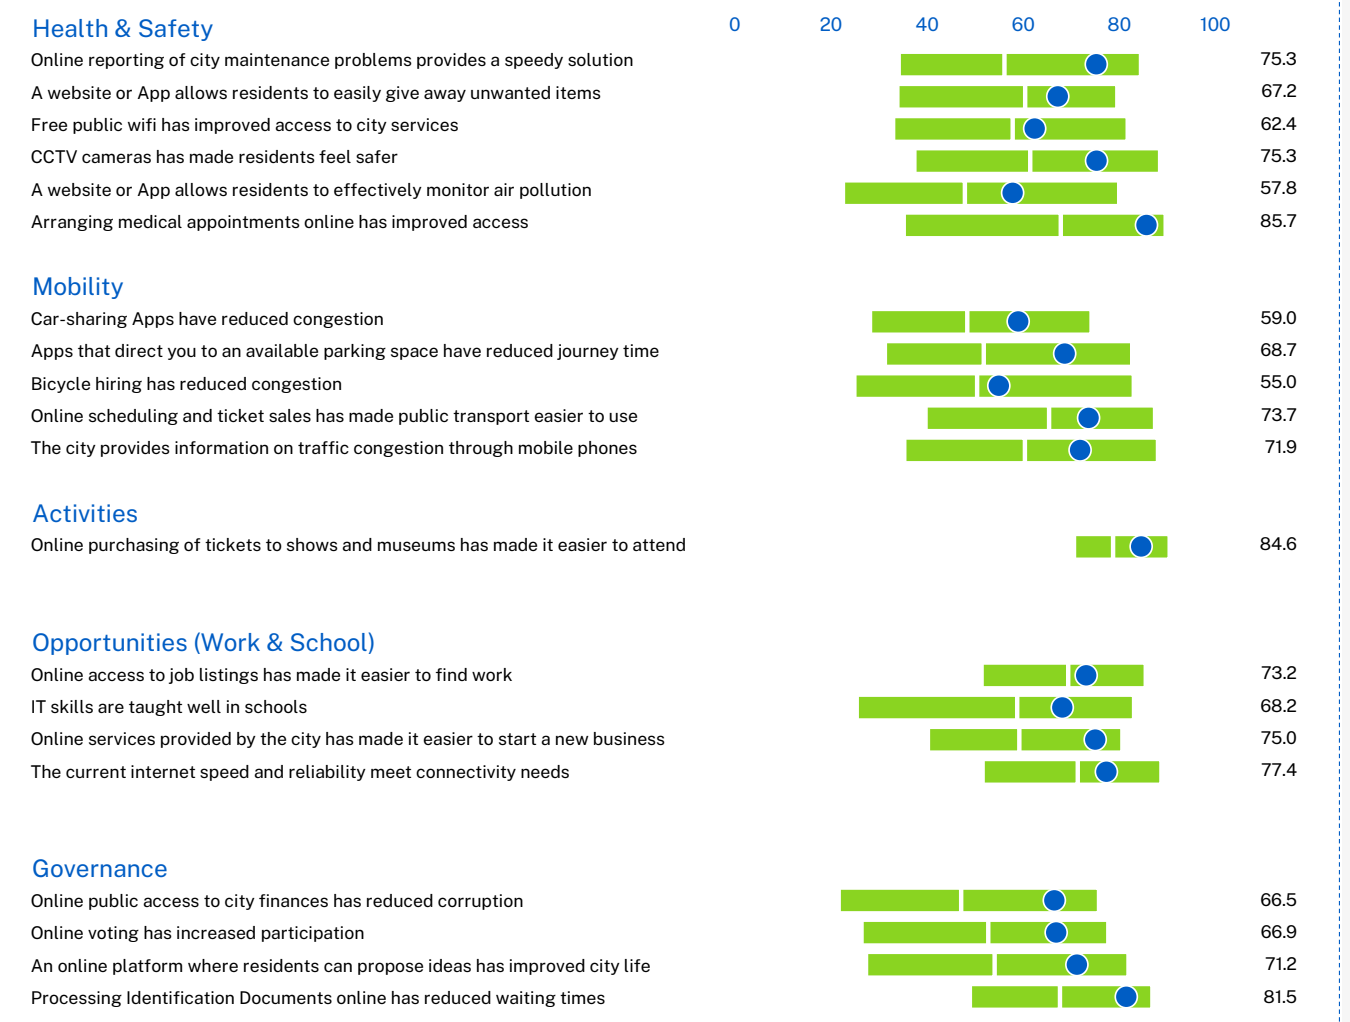 Health & Safety 0 20 40 60 80 100
Online reporting of city maintenance problems provides a speedy solution 75.3
A website or App allows residents to easily give away unwanted items 67.2
Free public wifi has improved access to city services 62.4
CCTV cameras has made residents feel safer 75.3
A website or App allows residents to effectively monitor air pollution 57.8
Arranging medical appointments online has improved access 85.7
Mobility
Car-sharing Apps have reduced congestion 59.0
Apps that direct you to an available parking space have reduced journey time 68.7
Bicycle hiring has reduced congestion 55.0
Online scheduling and ticket sales has made public transport easier to use 73.7
The city provides information on traffic congestion through mobile phones 71.9
Activities
Online purchasing of tickets to shows and museums has made it easier to attend 84.6
Opportunities (Work & School)
Online access to job listings has made it easier to find work 73.2
IT skills are taught well in schools 68.2
Online services provided by the city has made it easier to start a new business 75.0
The current internet speed and reliability meet connectivity needs 77.4
Governance
Online public access to city finances has reduced corruption 66.5
Online voting has increased participation 66.9
An online platform where residents can propose ideas has improved city life 71.2
Processing Identification Documents online has reduced waiting times 81.5